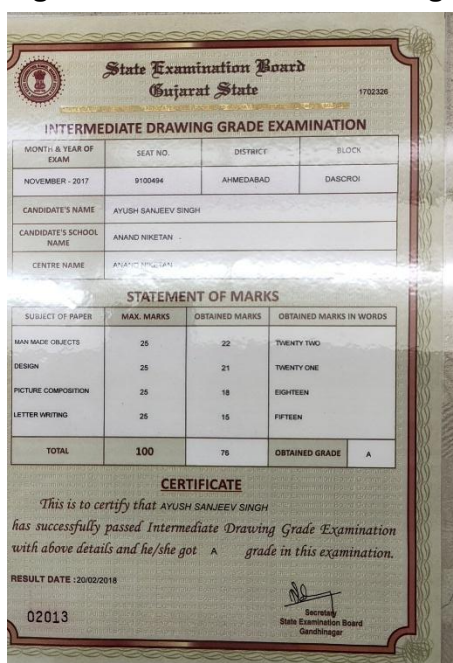 State Examination Board
Gujarat State
1702326
INTERMEDIATE DRAWING GRADE EXAMINATION
MONTH & YEAR OF EXAM SEAT NO. DISTRICT BLOCK
NOVEMBER - 2017 9100494 AHMEDABAD DASCROI
CANDIDATE'S NAME AYUSH SANJEEV SINGH
CANDIDATE'S SCHOOL NAME ANAND NIKETAN -
CENTRE NAME ANAND NIKETAN
STATEMENT OF MARKS
SUBJECT OF PAPER MAX. MARKS OBTAINED MARKS OBTAINED MARKS IN WORDS
MAN MADE OBJECTS 25 22 TWENTY TWO
DESIGN 25 21 TWENTY ONE
PICTURE COMPOSITION 25 18 EIGHTEEN
LETTER WRITING 25 15 FIFTEEN
TOTAL 100 76 OBTAINED GRADE A
CERTIFICATE
This is to certify that AYUSH SANJEEV SINGH
has successfully passed Intermediate Drawing Grade Examination
with above details and he/she got A grade in this examination.
RESULT DATE :20/02/2018
02013
Secretary
State Examination Board
Gandhinagar